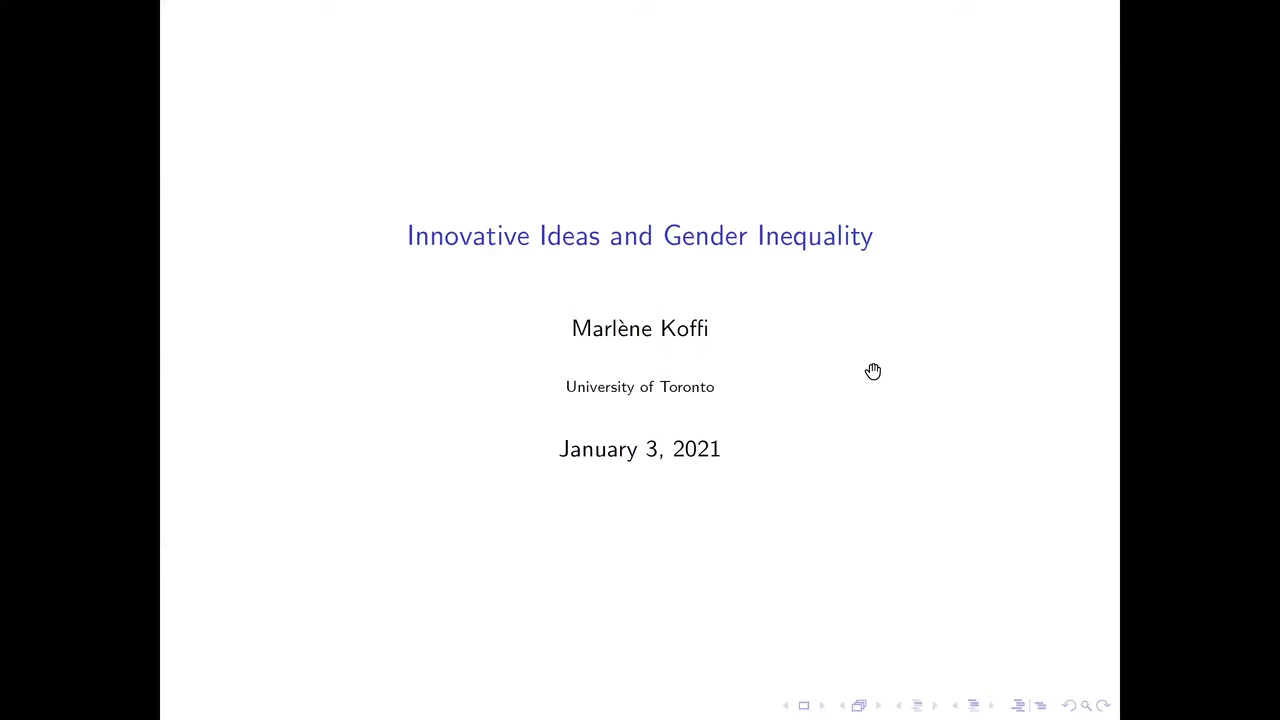 Innovative Ideas and Gender Inequality
Marlène Koffi
University of Toronto
January 3, 2021